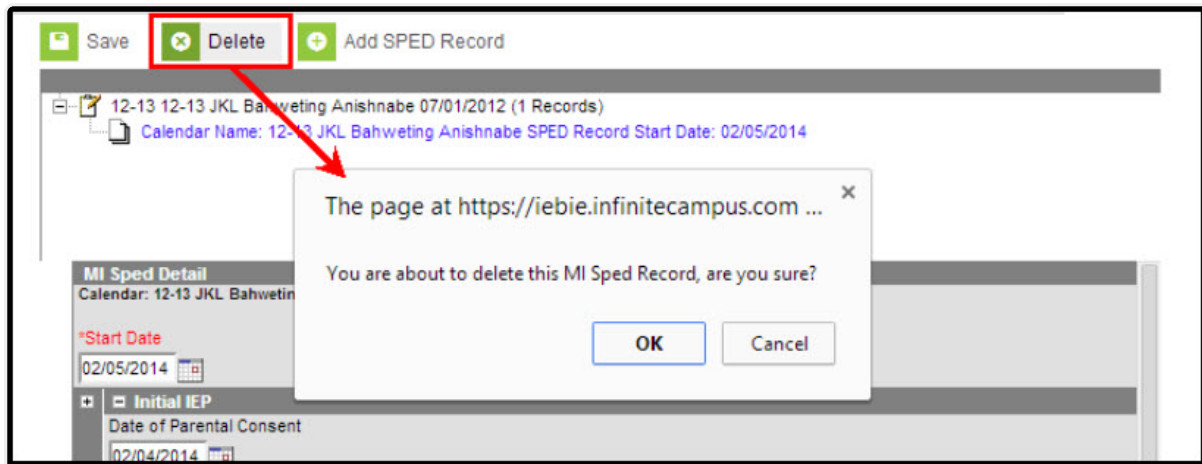 Save Delete Add SPED Record
12-13 12-13 JKL Bahweting Anishnabe 07/01/2012 (1 Records)
Calendar Name: 12-13 JKL Bahweting Anishnabe SPED Record Start Date: 02/05/2014
The page at https://iebie.infinitecampus.com ...
You are about to delete this MI Sped Record, are you sure?
OK Cancel
MI Sped Detail
Calendar: 12-13 JKL Bahwetin
*Start Date
02/05/2014
Initial IEP
Date of Parental Consent
02/04/2014